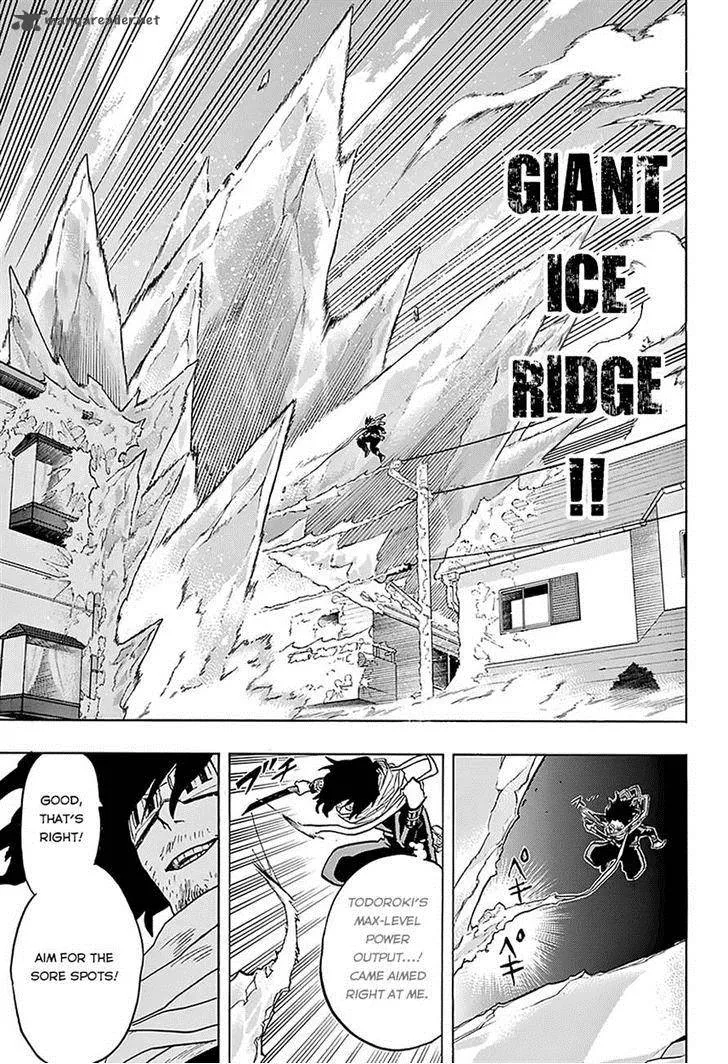 mangareader.net
GIANT
ICE
RIDGE
!!
TODOROKI'S
MAX-LEVEL
POWER
OUTPUT...!
CAME AIMED
RIGHT AT ME.
GOOD,
THAT'S
RIGHT!
AIM FOR THE
SORE SPOTS!